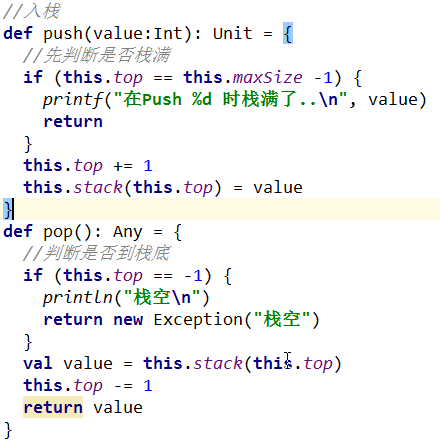 //入栈
def push(value:Int): Unit = {
  //先判断是否栈满
  if (this.top == this.maxSize -1) {
    printf("在Push %d 时栈满了..\n", value)
    return
  }
  this.top += 1
  this.stack(this.top) = value
}
def pop(): Any = {
  //判断是否到栈底
  if (this.top == -1) {
    println("栈空\n")
    return new Exception("栈空")
  }
  val value = this.stack(this.top)
  this.top -= 1
  return value
}